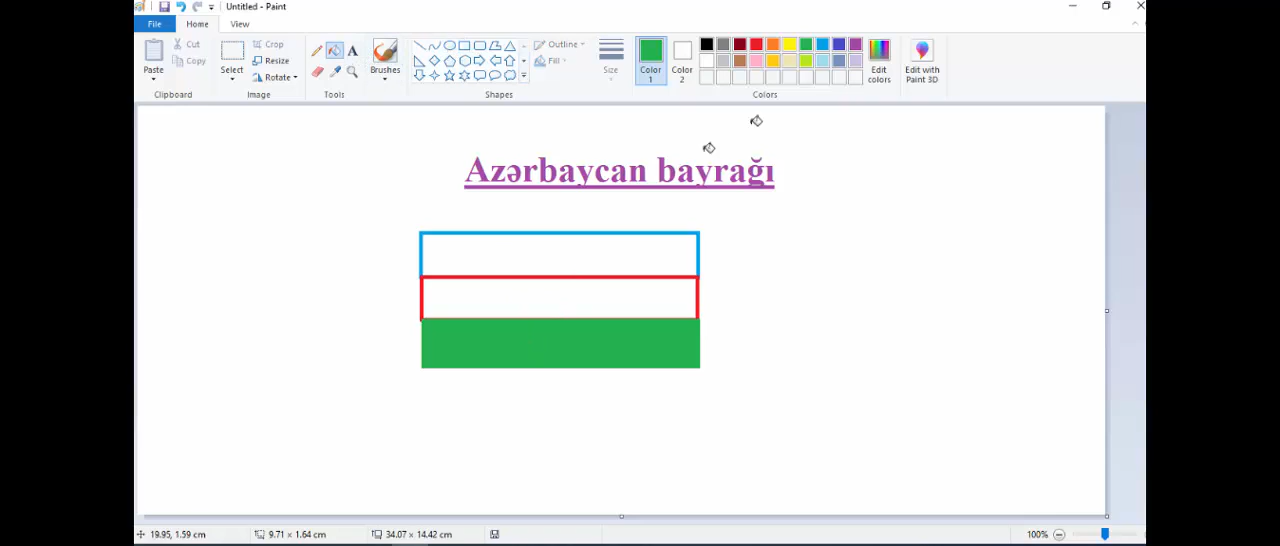 Untitled - Paint
File Home View
Paste
Cut
Copy
Clipboard
Select
Crop
Resize
Rotate
Image
A
Tools
Brushes
Outline
Fill
Shapes
Size
Color 1
Color 2
Colors
Edit colors
Edit with Paint 3D
Azərbaycan bayrağı
19.95, 1.59 cm 9.71 × 1.64 cm 34.07 × 14.42 cm 100%